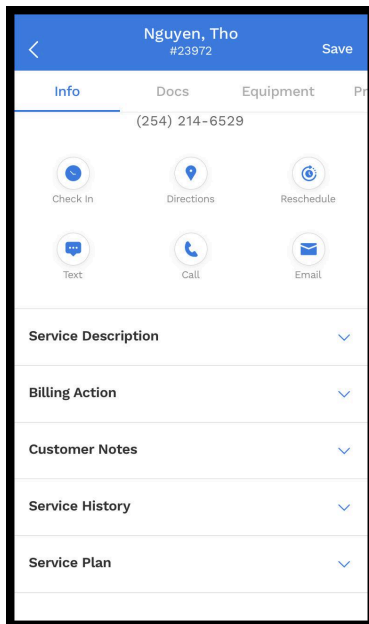 Nguyen, Tho
#23972
Save
Info
Docs
Equipment
Pr
(254) 214-6529
Check In
Directions
Reschedule
Text
Call
Email
Service Description
Billing Action
Customer Notes
Service History
Service Plan